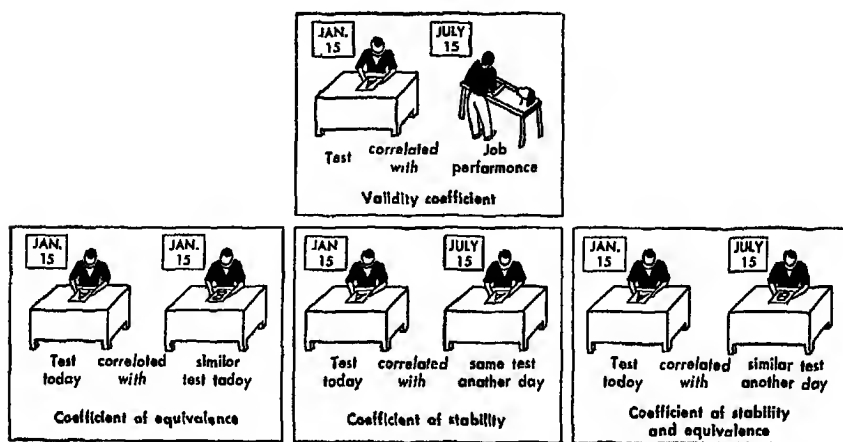 JAN. 15
JULY 15
Test correlated with Job performance
Validity coefficient
JAN. 15
JAN. 15
Test today correlated with similar test today
Coefficient of equivalence
JAN 15
JULY 15
Test today correlated with same test another day
Coefficient of stability
JAN. 15
JULY 15
Test today correlated with similar test another day
Coefficient of stability
and equivalence